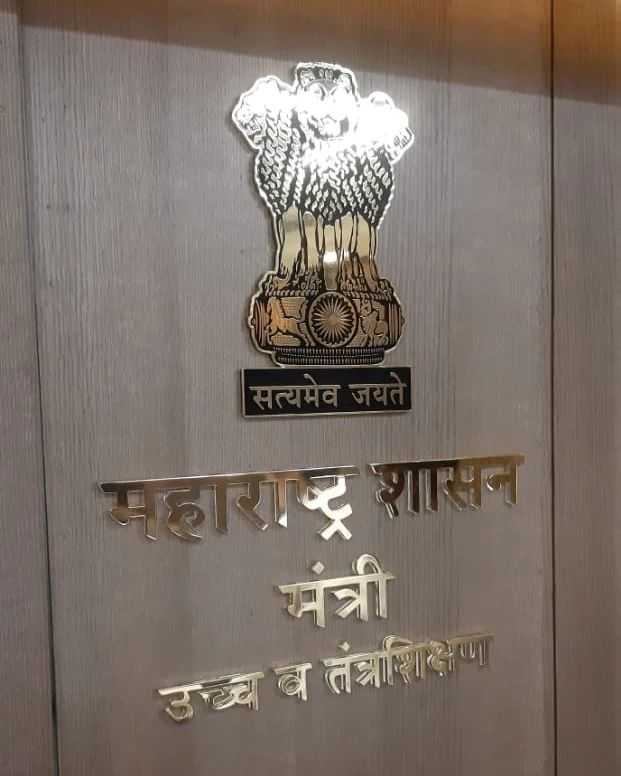 सत्यमेव जयते
महाराष्ट्र शासन
मंत्री
उच्च व तंत्रशिक्षण